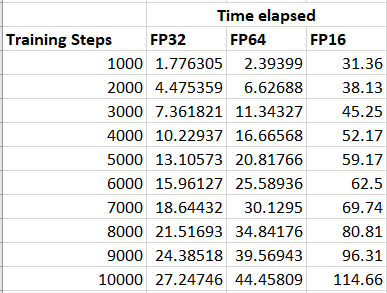 Time elapsed
Training Steps FP32 FP64 FP16
1000 1.776305 2.39399 31.36
2000 4.475359 6.62688 38.13
3000 7.361821 11.34327 45.25
4000 10.22937 16.66568 52.17
5000 13.10573 20.81766 59.17
6000 15.96127 25.58936 62.5
7000 18.64432 30.1295 69.74
8000 21.51693 34.84176 80.81
9000 24.38518 39.56943 96.31
10000 27.24746 44.45809 114.66